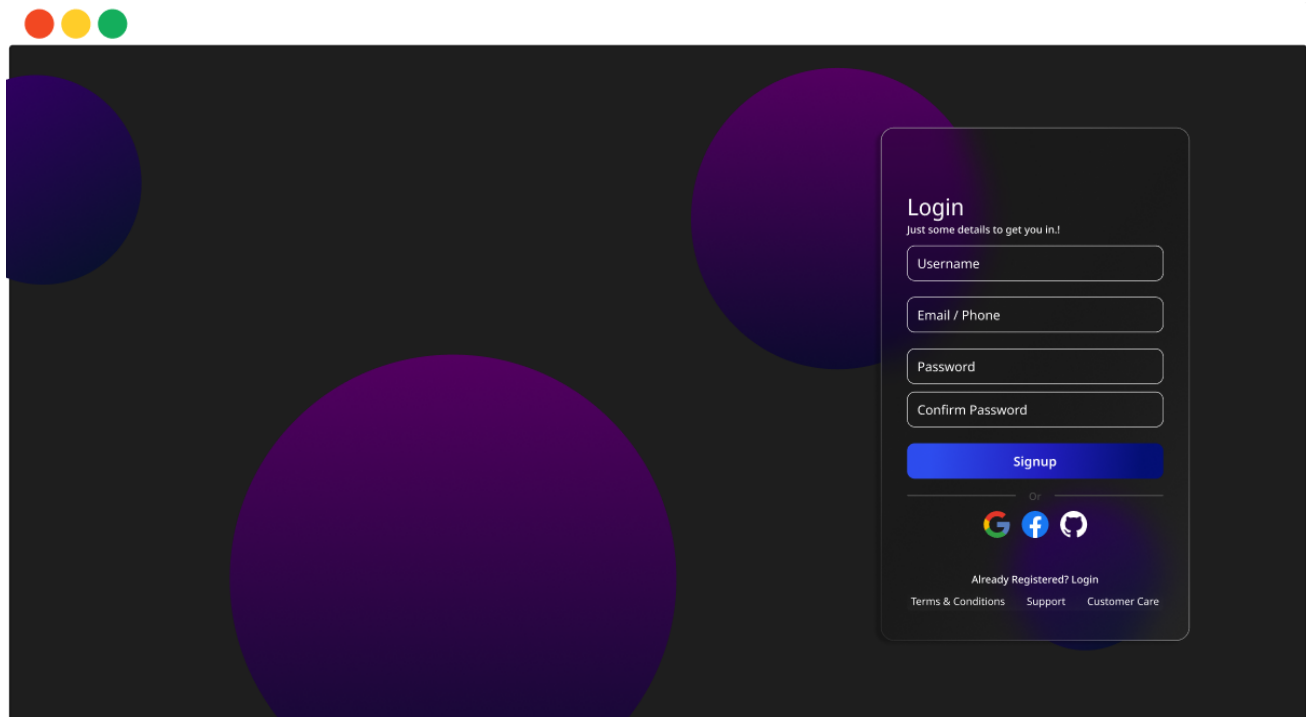 Login
Just some details to get you in.!
Username
Email / Phone
Password
Confirm Password
Signup
Or
Already Registered? Login
Terms & Conditions Support Customer Care